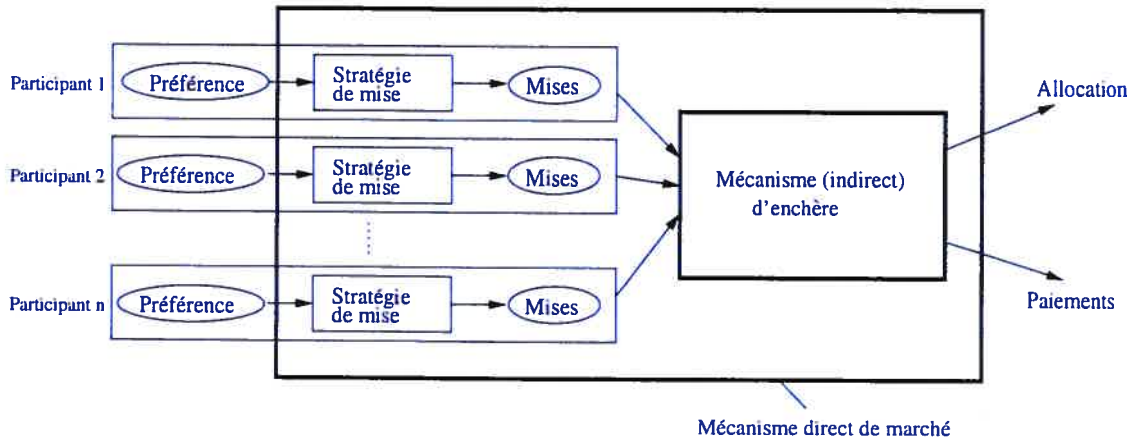 Participant 1
Préférence
Stratégie
de mise
Mises
Allocation
Participant 2
Préférence
Stratégie
de mise
Mises
Mécanisme (indirect)
d'enchère
Participant n
Préférence
Stratégie
de mise
Mises
Paiements
Mécanisme direct de marché